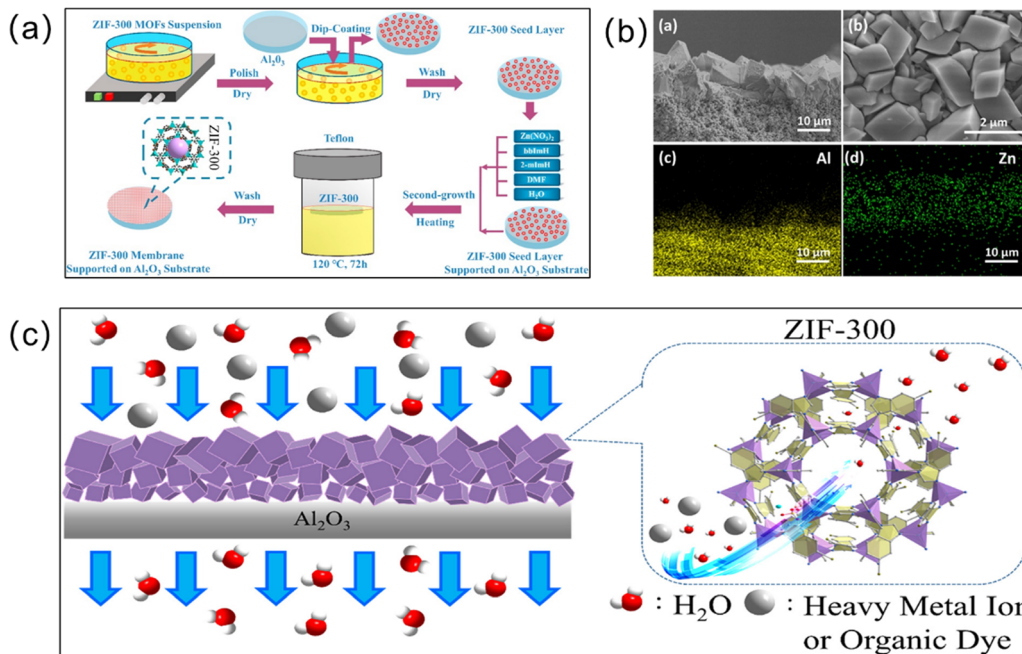 (a)
ZIF-300 MOFs Suspension
Polish
Dry
Al₂O₃
Dip-Coating
ZIF-300 Seed Layer
Wash
Dry
Zn(NO₃)₂
bbImH
2-mImH
DMF
H₂O
ZIF-300 Seed Layer
Supported on Al₂O₃ Substrate
Second-growth
Heating
Teflon
ZIF-300
120 °C, 72h
Wash
Dry
ZIF-300
ZIF-300 Membrane
Supported on Al₂O₃ Substrate
(b)
(a)
10 μm
(b)
2 μm
(c)
Al
10 μm
(d)
Zn
10 μm
(c)
Al₂O₃
ZIF-300
: H₂O
: Heavy Metal Ion
or Organic Dye